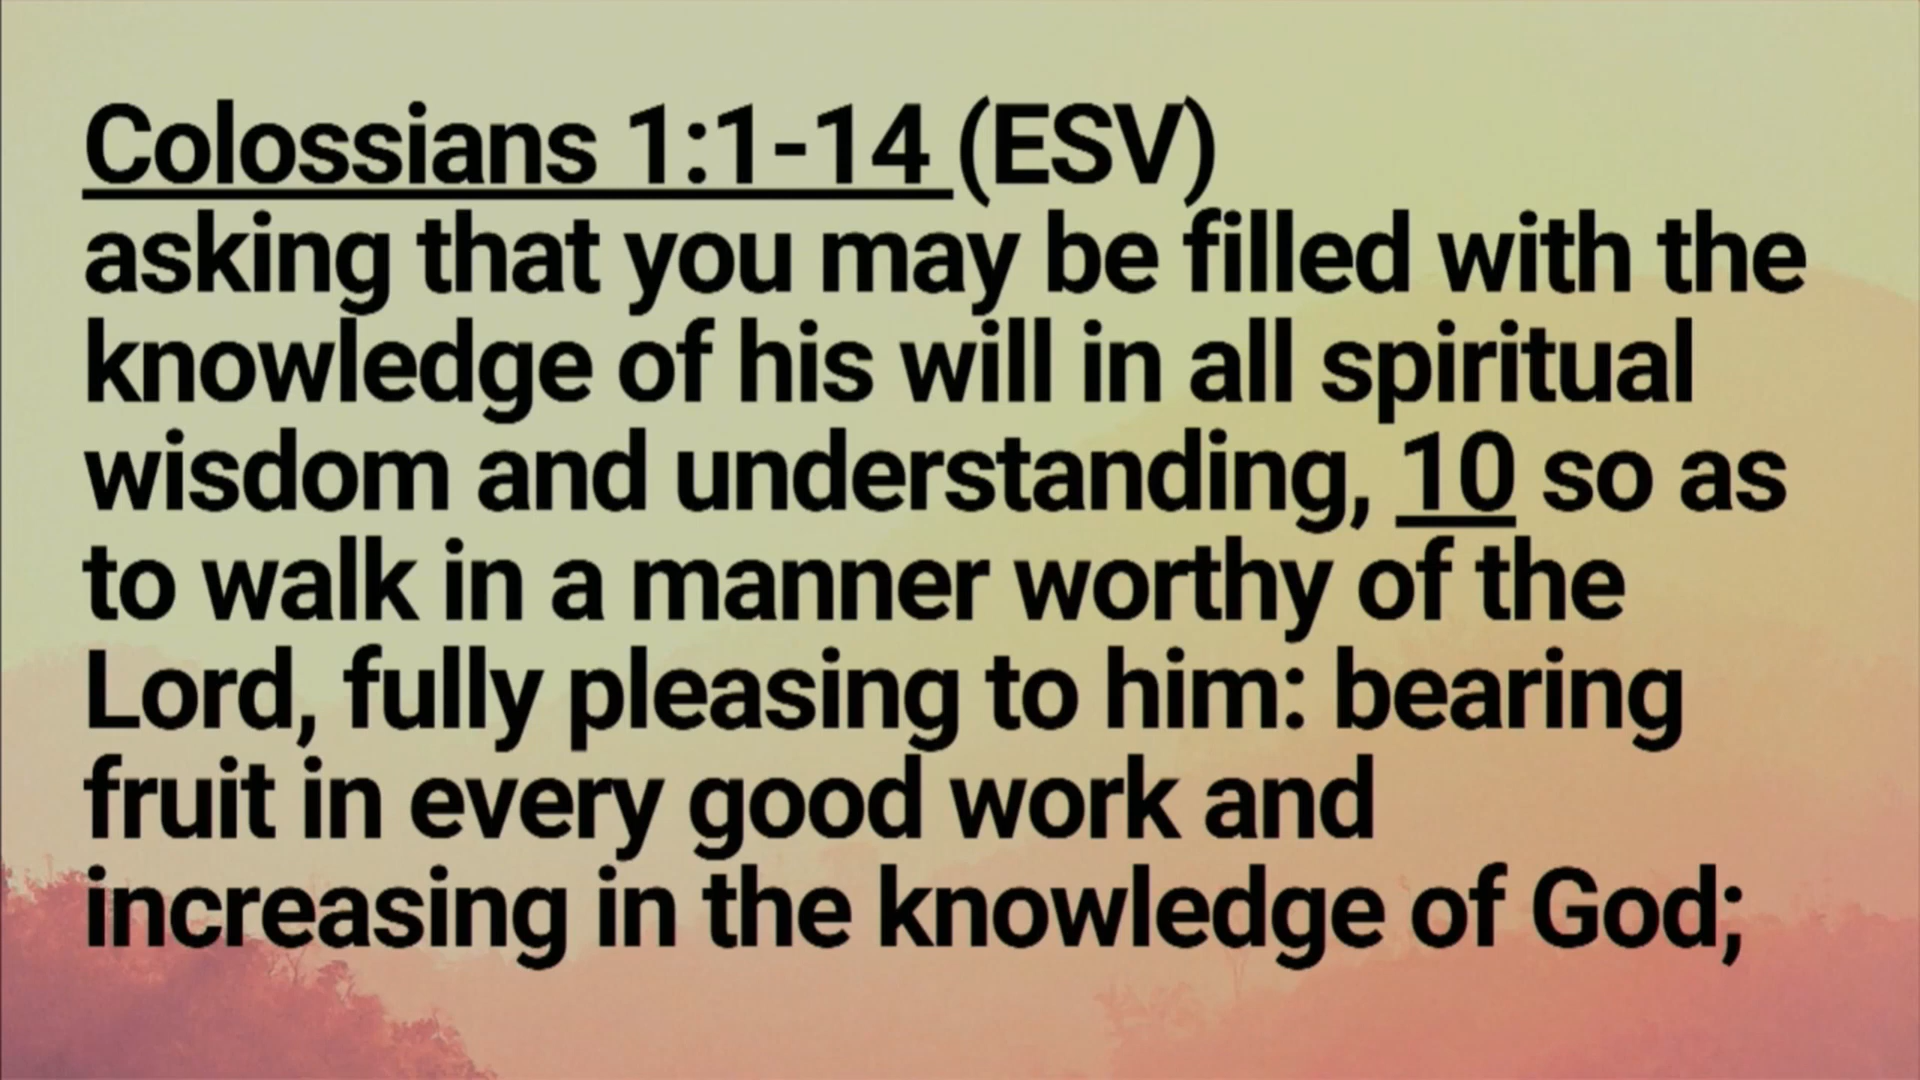 Colossians 1:1-14 (ESV)
asking that you may be filled with the
knowledge of his will in all spiritual
wisdom and understanding, 10 so as
to walk in a manner worthy of the
Lord, fully pleasing to him: bearing
fruit in every good work and
increasing in the knowledge of God;